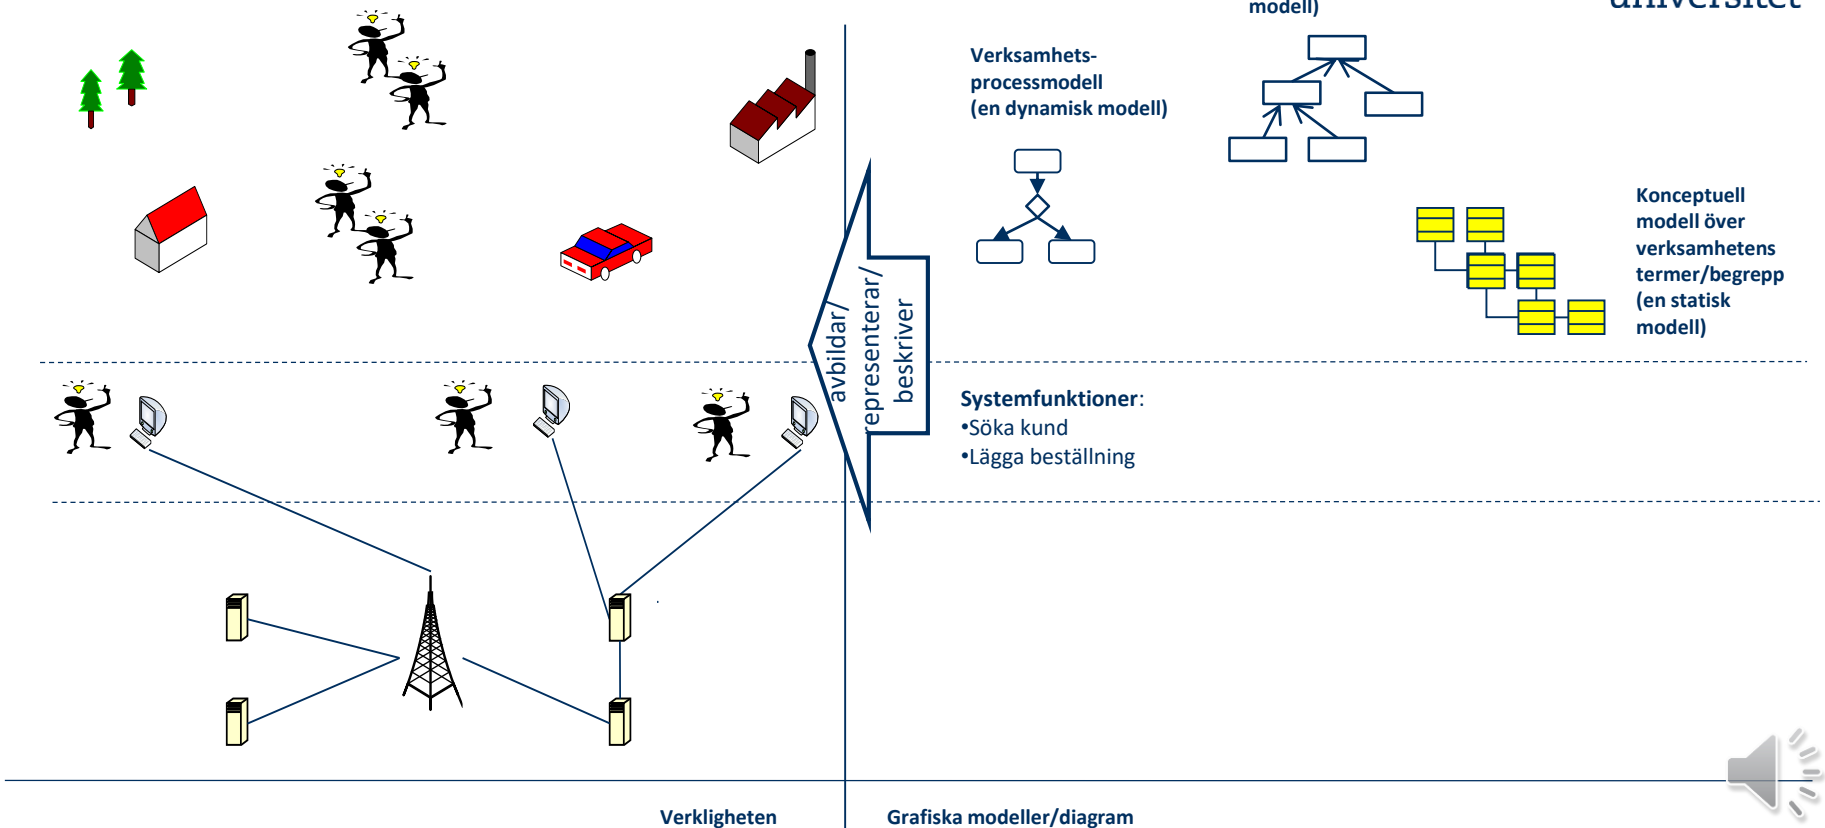 modell)
universitet
Verksamhets-
processmodell
(en dynamisk modell)
Konceptuell
modell över
verksamhetens
termer/begrepp
(en statisk
modell)
avbildar/
representerar/
beskriver
Systemfunktioner:
•Söka kund
•Lägga beställning
Verkligheten
Grafiska modeller/diagram